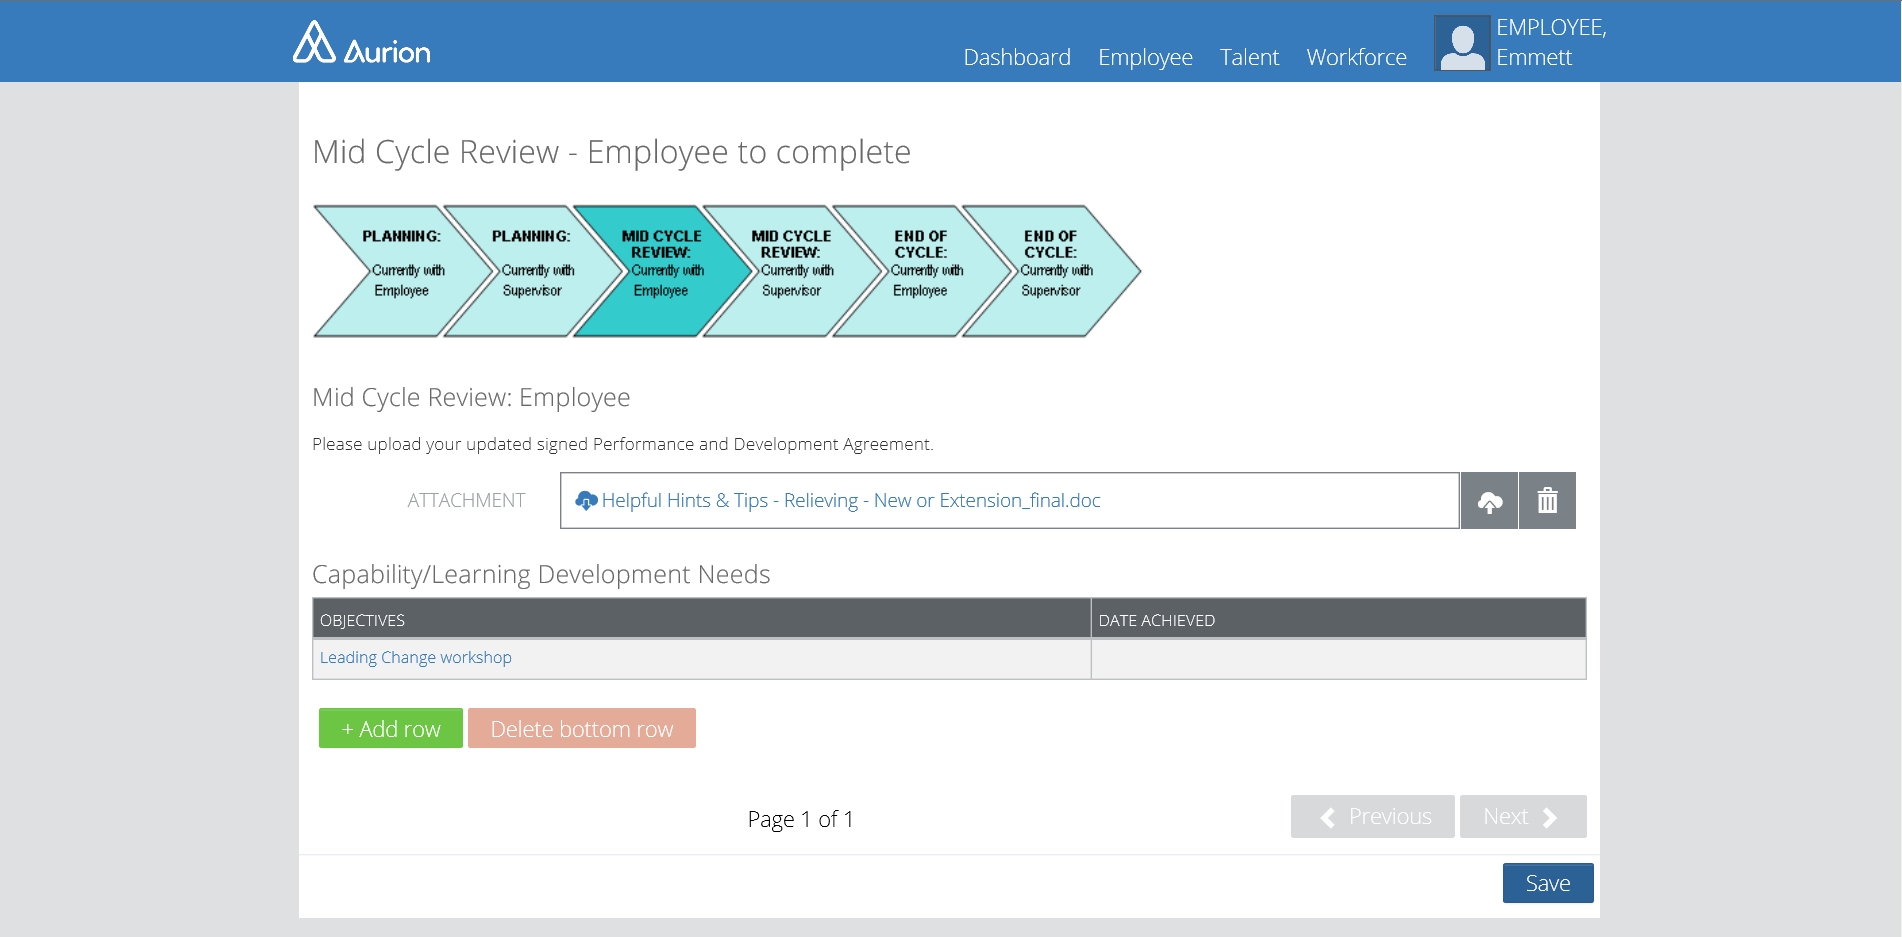 Aurion
Dashboard Employee Talent Workforce
EMPLOYEE,
Emmett
Mid Cycle Review - Employee to complete
PLANNING:
Currently with
Employee
PLANNING:
Currently with
Supervisor
MID CYCLE
REVIEW:
Currently with
Employee
MID CYCLE
REVIEW:
Currently with
Supervisor
END OF
CYCLE:
Currently with
Employee
END OF
CYCLE:
Currently with
Supervisor
Mid Cycle Review: Employee
Please upload your updated signed Performance and Development Agreement.
ATTACHMENT Helpful Hints & Tips - Relieving - New or Extension_final.doc
Capability/Learning Development Needs
OBJECTIVES DATE ACHIEVED
Leading Change workshop
+ Add row Delete bottom row
Page 1 of 1 Previous Next
Save